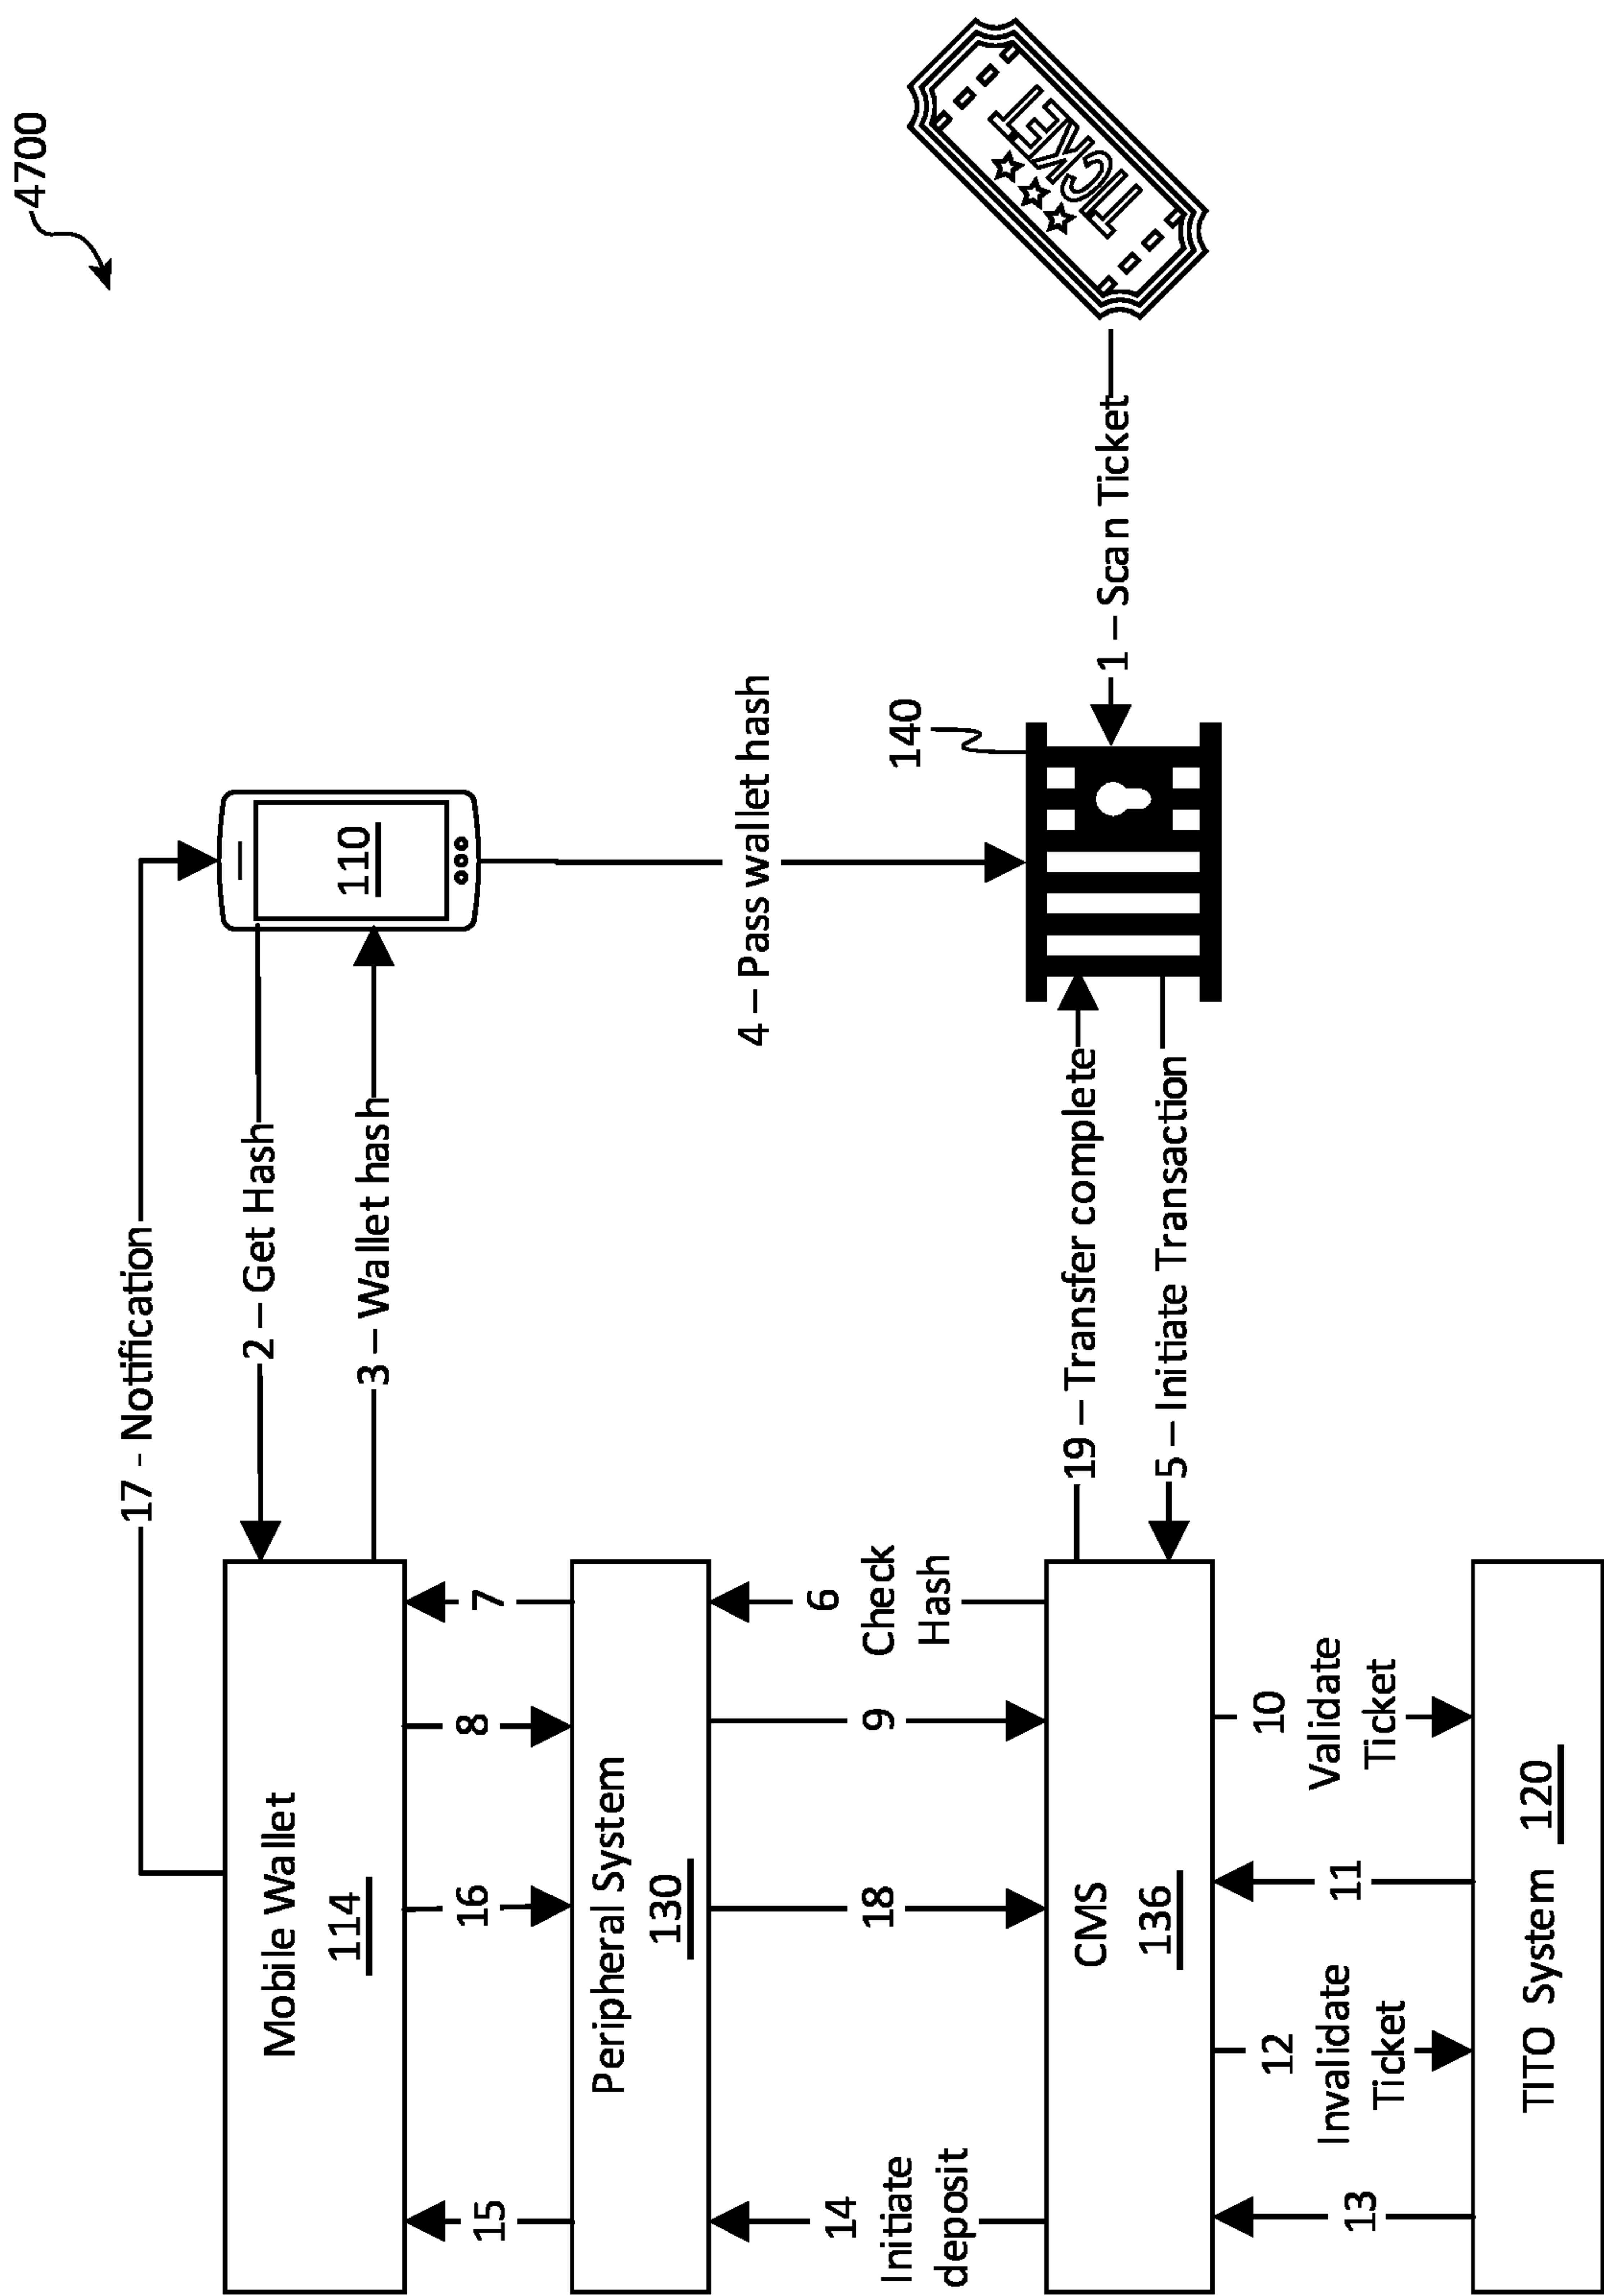 4700
17 - Notification
2 – Get Hash
3 – Wallet hash
110
4 – Pass wallet hash
140
1 – Scan Ticket
TICKET
19 – Transfer complete
5 – Initiate Transaction
Mobile Wallet
114
15
16
8
7
Peripheral System
130
14
Initiate
deposit
18
9
6
Check
Hash
CMS
136
13
12
Invalidate
Ticket
11
10
Validate
Ticket
TITO System 120